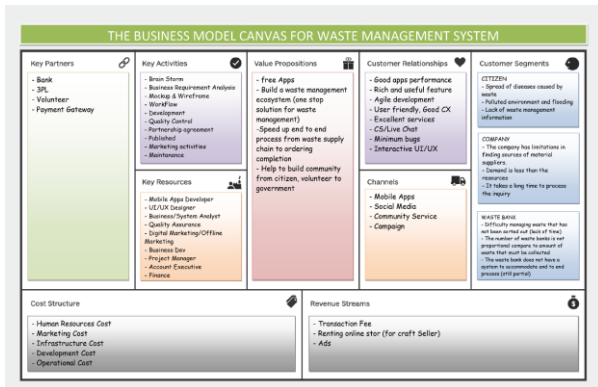 THE BUSINESS MODEL CANVAS FOR WASTE MANAGEMENT SYSTEM
Key Partners
- Bank
- 3PL
- Volunteer
- Payment Gateway
Key Activities
- Brain Storm
- Business Requirement Analysis
- Mockup & Wireframe
- WorkFlow
- Development
- Quality Control
- Partnership agreement
- Published
- Marketing activities
- Maintanance
Key Resources
- Mobile Apps Developer
- UI/UX Designer
- Business/System Analyst
- Quality Assurance
- Digital Marketing/Offline
Marketing
- Business Dev
- Project Manager
- Account Executive
- Finance
Value Propositions
- free Apps
- Build a waste management
ecosystem (one stop
solution for waste
management)
-Speed up end to end
process from waste supply
chain to ordering
completion
- Help to build community
from citizen, volunteer to
government
Customer Relationships
- Good apps performance
- Rich and useful feature
- Agile development
- User friendly, Good CX
- Excellent services
- CS/Live Chat
- Minimum bugs
- Interactive UI/UX
Channels
- Mobile Apps
- Social Media
- Community Service
- Campaign
Customer Segments
CITIZEN
- Spread of diseases caused by
waste
- Polluted environment and flooding
- Lack of waste management
information
COMPANY
- The company has limitations in
finding sources of material
suppliers.
- Demand is less than the
resources
- It takes a long time to process
the inquiry
WASTE BANK
- Difficulty managing waste that has
not been sorted out (lack of time)
- The number of waste banks is not
proportional compare to amount of
waste that must be collected
- The waste bank does not have a
system to accommodate end to end
process (still partial)
Cost Structure
- Human Resources Cost
- Marketing Cost
- Infrastructure Cost
- Development Cost
- Operational Cost
Revenue Streams
- Transaction Fee
- Renting online stor (for craft Seller)
- Ads